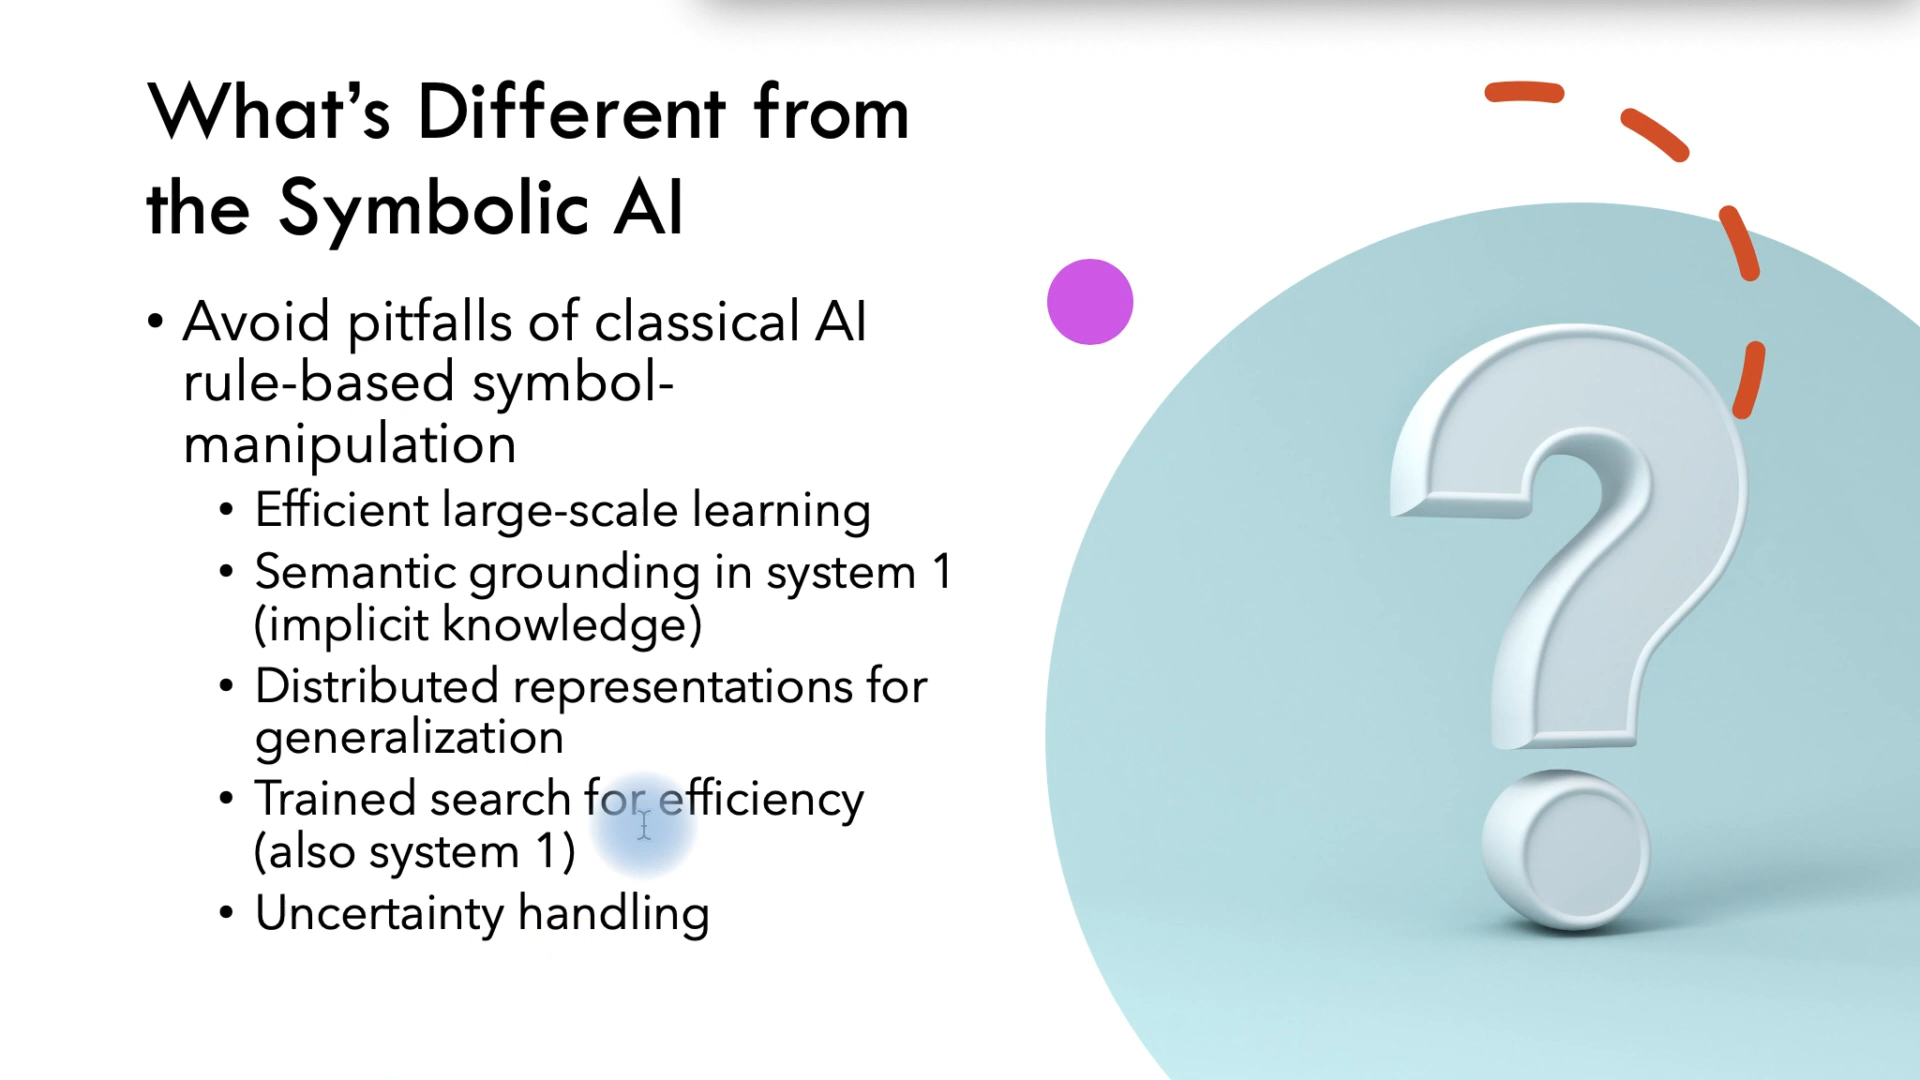 What’s Different from
the Symbolic AI
• Avoid pitfalls of classical AI
rule-based symbol-
manipulation
• Efficient large-scale learning
• Semantic grounding in system 1
(implicit knowledge)
• Distributed representations for
generalization
• Trained search for efficiency
(also system 1)
• Uncertainty handling
?